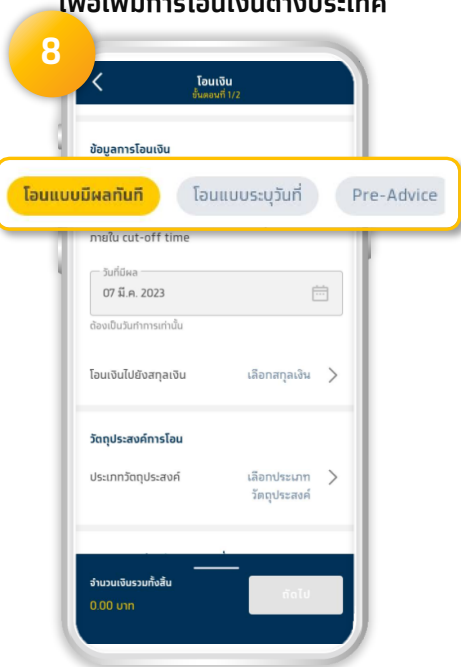 เพื่อเพิ่มการโอนเงินต่างประเทศ
8
โอนเงิน
ขั้นตอนที่ 1/2
ข้อมูลการโอนเงิน
โอนแบบมีผลทันที
โอนแบบระบุวันที่
Pre-Advice
ภายใน cut-off time
วันที่มีผล
07 มี.ค. 2023
ต้องเป็นวันทำการเท่านั้น
โอนเงินไปยังสกุลเงิน
เลือกสกุลเงิน
วัตถุประสงค์การโอน
ประเภทวัตถุประสงค์
เลือกประเภท
วัตถุประสงค์
จำนวนเงินรวมทั้งสิ้น
0.00 บาท
ถัดไป